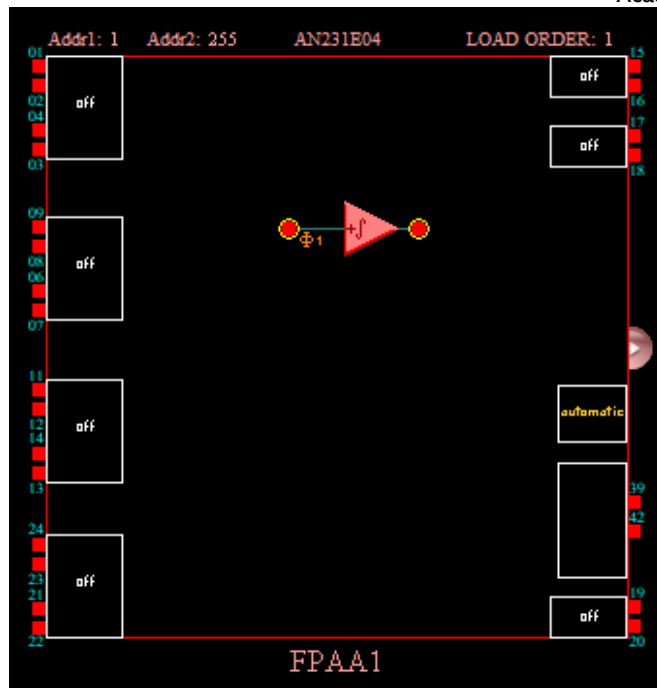 Addr1: 1 Addr2: 255 AN231E04 LOAD ORDER: 1
01
15
off
off
02
16
04
17
off
03
18
09
+∫
Φ1
off
08
06
07
11
automatic
off
12
14
13
39
24
42
off
23
21
19
off
22
20
FPAA1